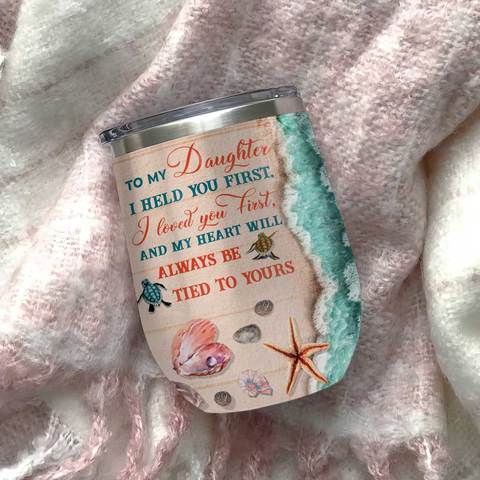 TO MY Daughter
I HELD YOU FIRST,
I loved you First,
AND MY HEART WILL
ALWAYS BE
TIED TO YOURS